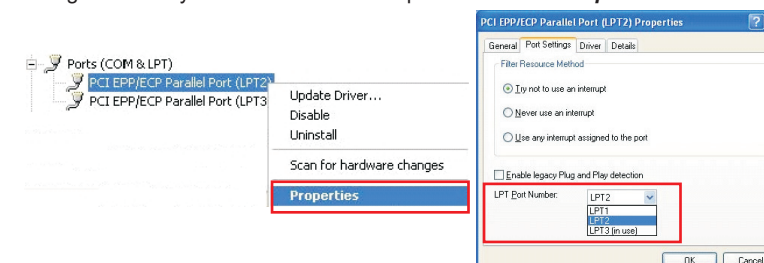 Ports (COM & LPT)
PCI EPP/ECP Parallel Port (LPT2)
PCI EPP/ECP Parallel Port (LPT3
Update Driver...
Disable
Uninstall
Scan for hardware changes
Properties
PCI EPP/ECP Parallel Port (LPT2) Properties
?
General Port Settings Driver Details
Filter Resource Method
Try not to use an interrupt
Never use an interrupt
Use any interrupt assigned to the port
Enable legacy Plug and Play detection
LPT Port Number: LPT2
LPT1
LPT2
LPT3 (in use)
OK Cancel